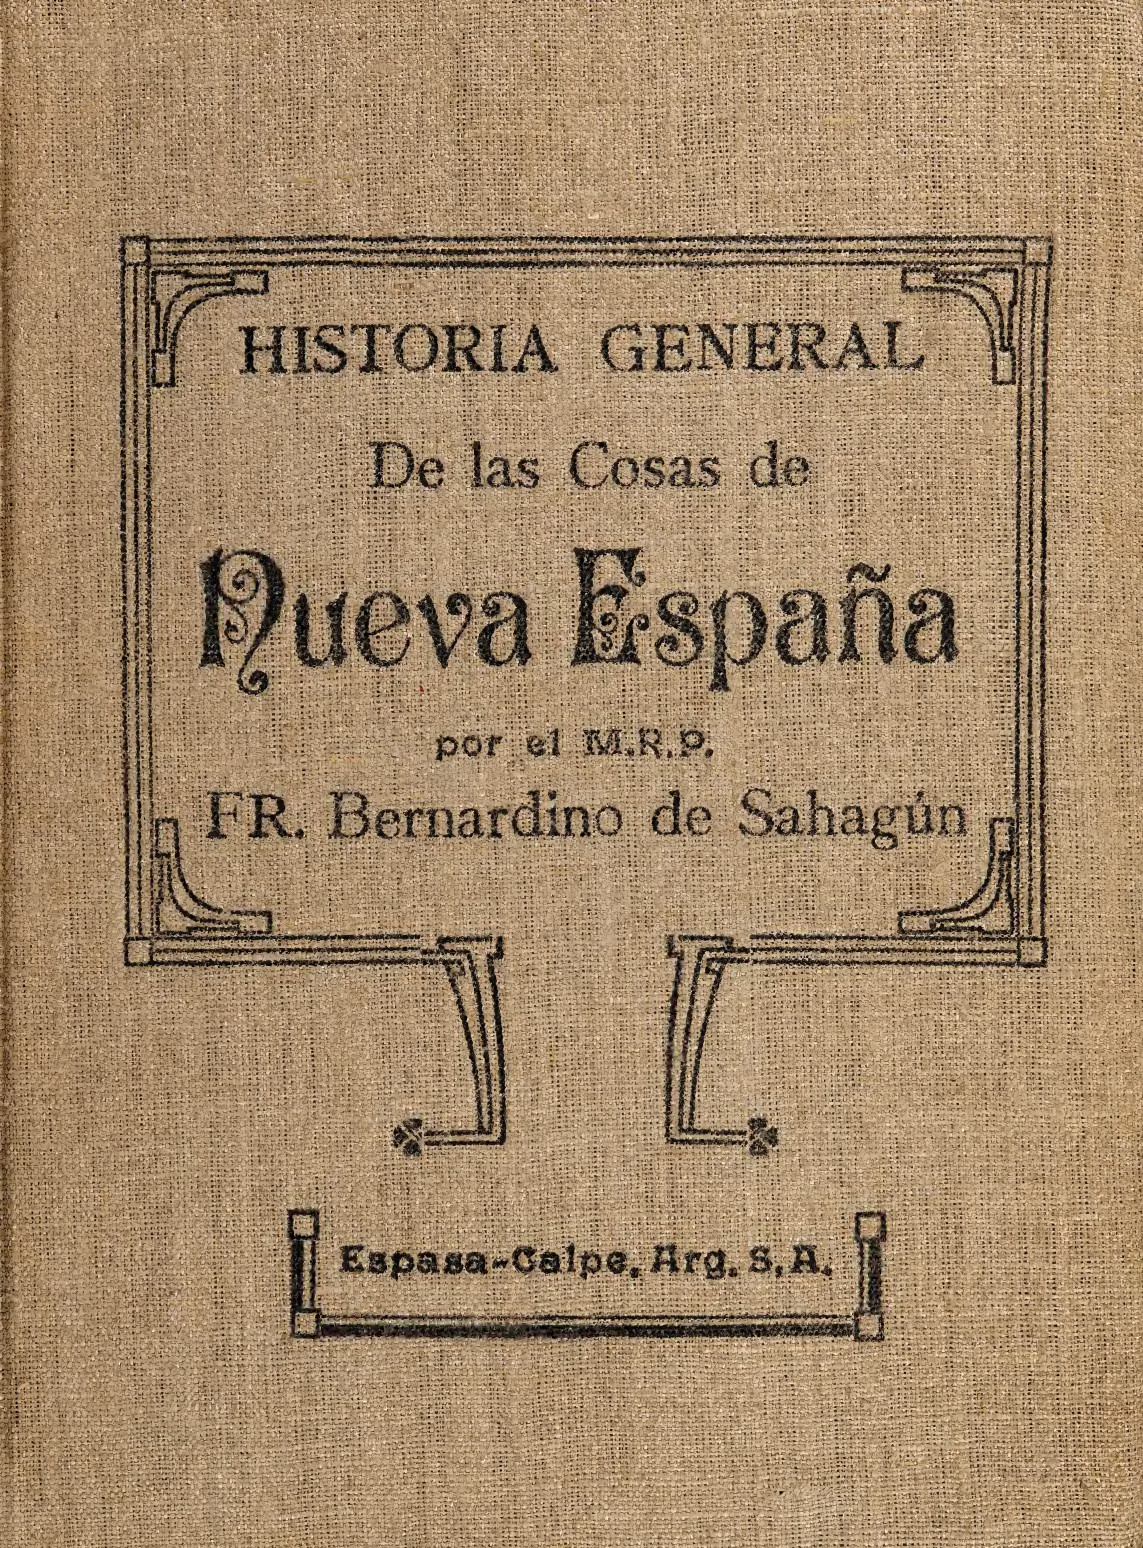 HISTORIA GENERAL
De las Cosas de
Nueva España
por el M.R.P.
FR. Bernardino de Sahagún
Espasa-Calpe, Arg. S.A.